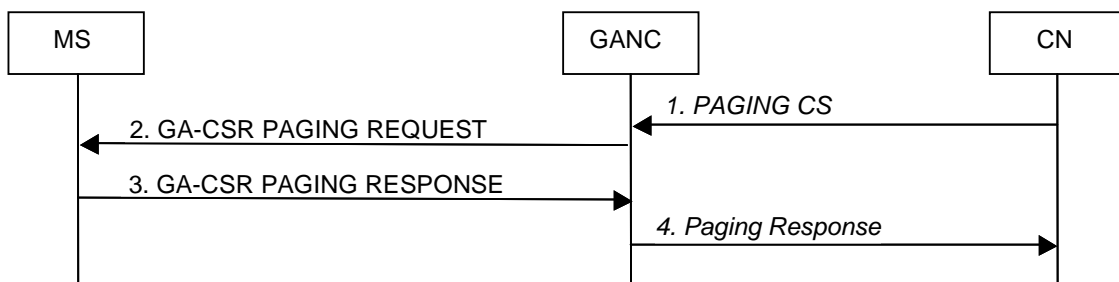 MS
GANC
CN
1. PAGING CS
2. GA-CSR PAGING REQUEST
3. GA-CSR PAGING RESPONSE
4. Paging Response